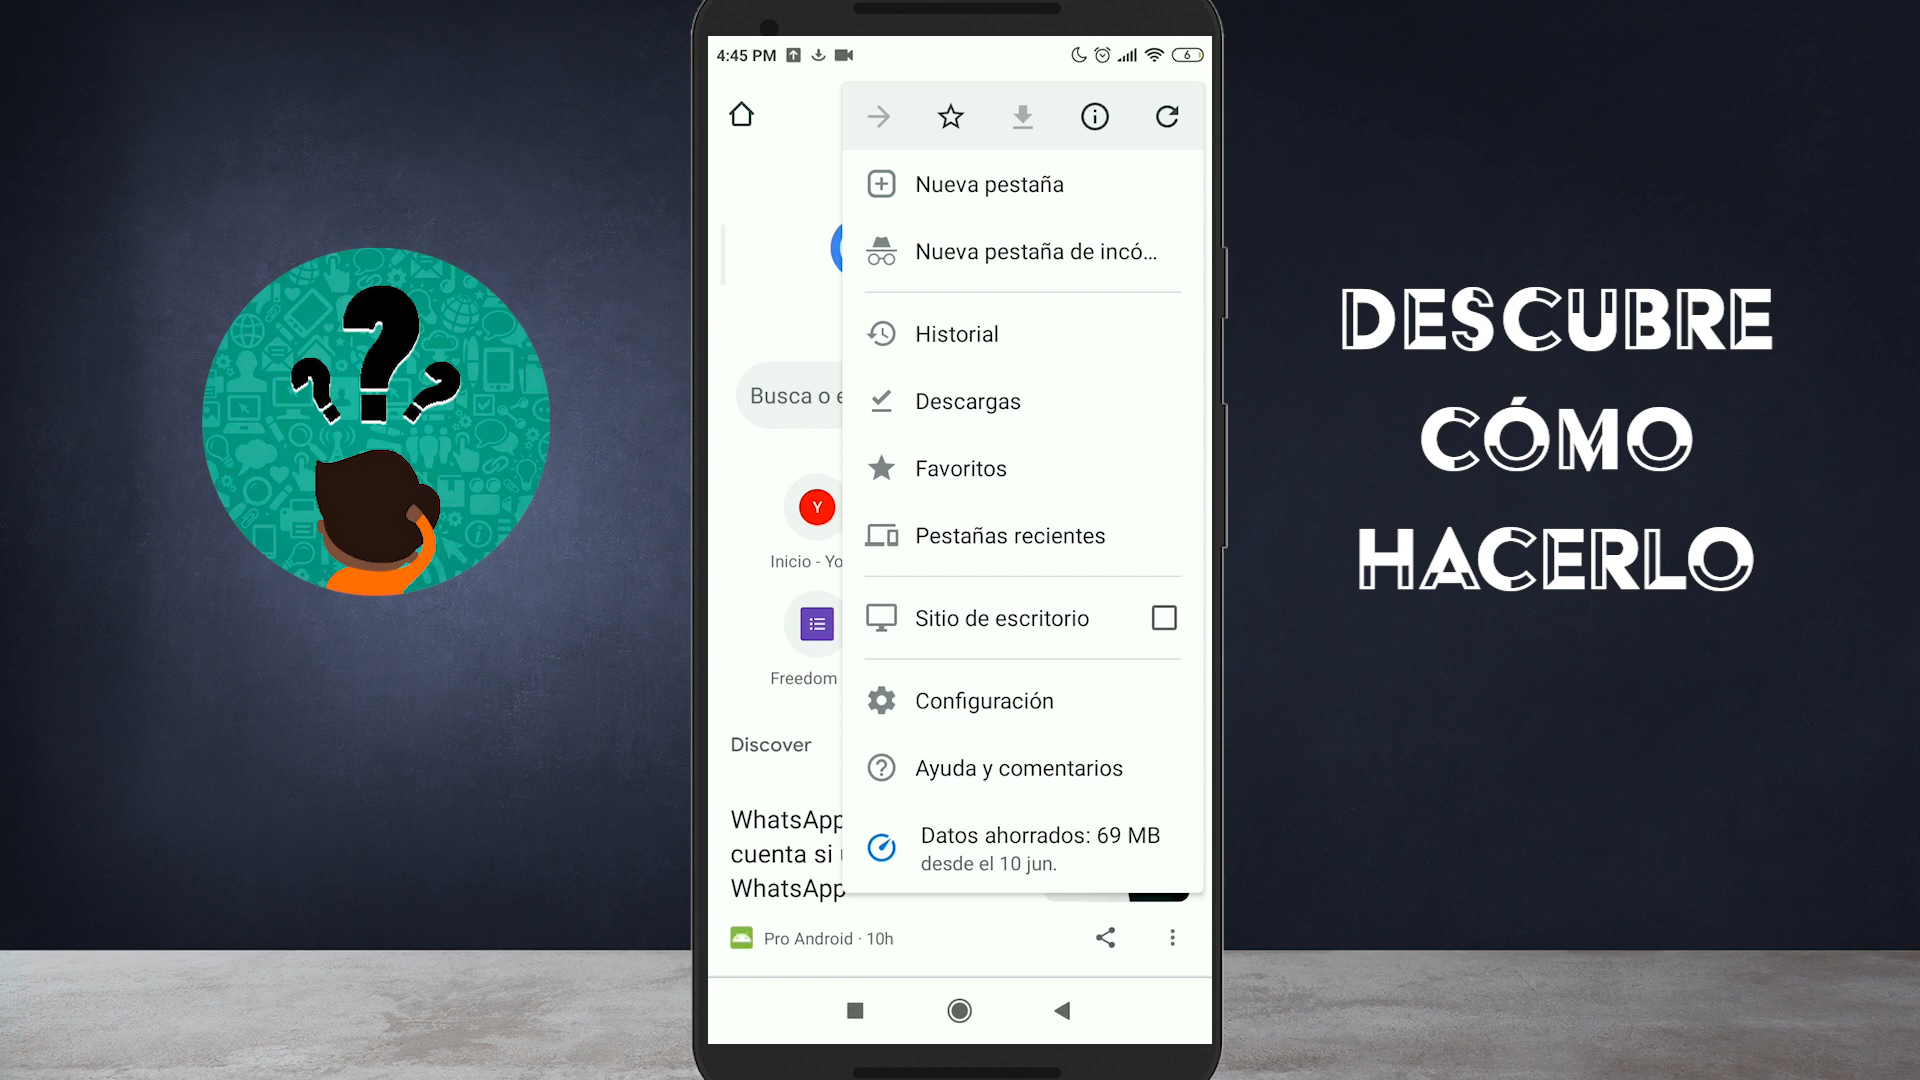 4:45 PM
6
Nueva pestaña
Nueva pestaña de incó...
Historial
Busca o e
Descargas
Favoritos
Y
Pestañas recientes
Inicio - Yo
Sitio de escritorio
Freedom
Configuración
Discover
Ayuda y comentarios
WhatsApp
cuenta si
WhatsApp
Datos ahorrados: 69 MB
desde el 10 jun.
Pro Android · 10h
DESCUBRE
CÓMO
HACERLO